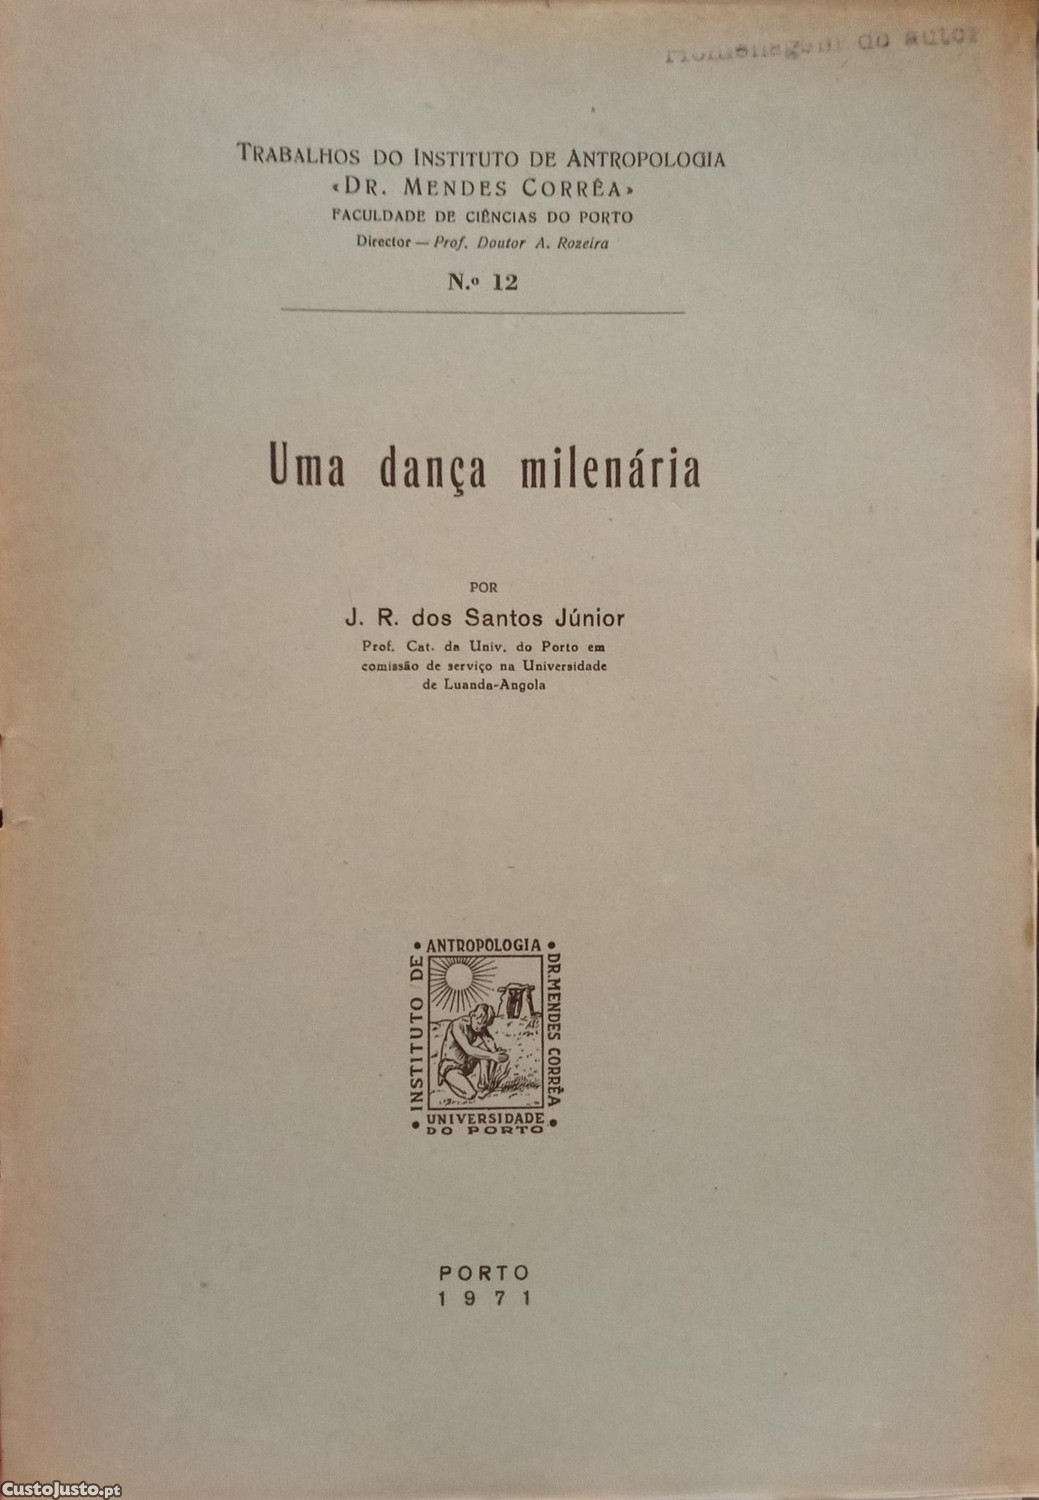 Homenagem do autor
TRABALHOS DO INSTITUTO DE ANTROPOLOGIA
«DR. MENDES CORRÊA»
FACULDADE DE CIÊNCIAS DO PORTO
Director — Prof. Doutor A. Rozeira
N.º 12
Uma dança milenária
POR
J. R. dos Santos Júnior
Prof. Cat. da Univ. do Porto em
comissão de serviço na Universidade
de Luanda-Angola
• ANTROPOLOGIA •
INSTITUTO DE
DR. MENDES CORRÊA
• UNIVERSIDADE •
DO PORTO
PORTO
1971
CustoJusto.pt